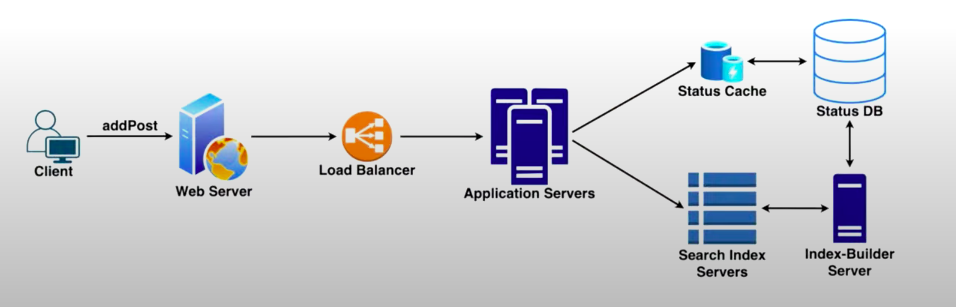 addPost
Client
Web Server
Load Balancer
Application Servers
Status Cache
Status DB
Search Index
Servers
Index-Builder
Server